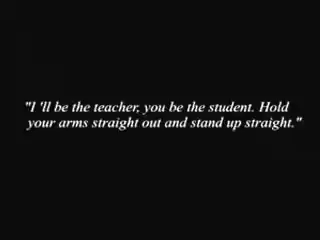 "I 'll be the teacher, you be the student. Hold
your arms straight out and stand up straight."